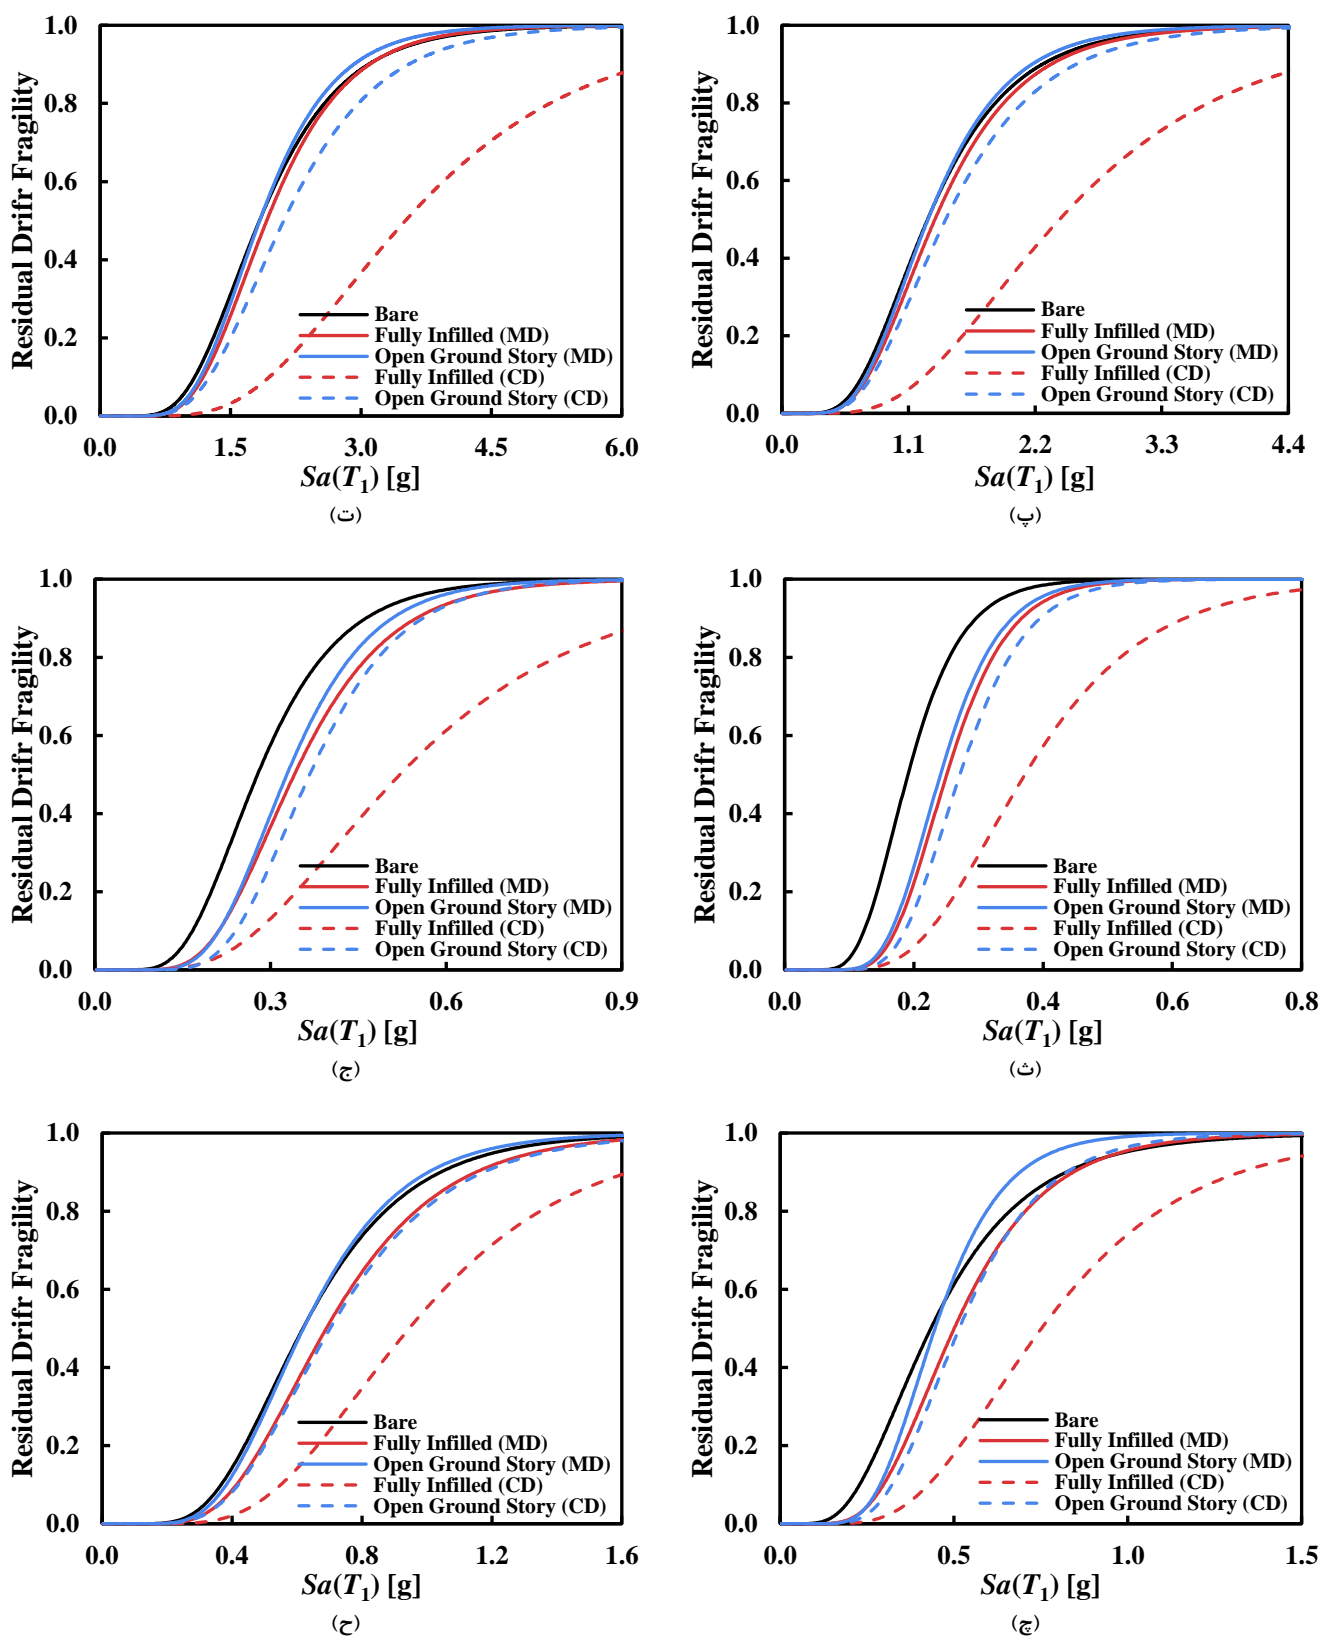 1.0
0.8
0.6
0.4
0.2
0.0
Residual Drifr Fragility
Bare
Fully Infilled (MD)
Open Ground Story (MD)
Fully Infilled (CD)
Open Ground Story (CD)
0.0 1.5 3.0 4.5 6.0
Sa(T1) [g]
(ت)
1.0
0.8
0.6
0.4
0.2
0.0
Residual Drifr Fragility
Bare
Fully Infilled (MD)
Open Ground Story (MD)
Fully Infilled (CD)
Open Ground Story (CD)
0.0 1.1 2.2 3.3 4.4
Sa(T1) [g]
(پ)
1.0
0.8
0.6
0.4
0.2
0.0
Residual Drifr Fragility
Bare
Fully Infilled (MD)
Open Ground Story (MD)
Fully Infilled (CD)
Open Ground Story (CD)
0.0 0.3 0.6 0.9
Sa(T1) [g]
(ج)
1.0
0.8
0.6
0.4
0.2
0.0
Residual Drifr Fragility
Bare
Fully Infilled (MD)
Open Ground Story (MD)
Fully Infilled (CD)
Open Ground Story (CD)
0.0 0.2 0.4 0.6 0.8
Sa(T1) [g]
(ث)
1.0
0.8
0.6
0.4
0.2
0.0
Residual Drifr Fragility
Bare
Fully Infilled (MD)
Open Ground Story (MD)
Fully Infilled (CD)
Open Ground Story (CD)
0.0 0.4 0.8 1.2 1.6
Sa(T1) [g]
(ح)
1.0
0.8
0.6
0.4
0.2
0.0
Residual Drifr Fragility
Bare
Fully Infilled (MD)
Open Ground Story (MD)
Fully Infilled (CD)
Open Ground Story (CD)
0.0 0.5 1.0 1.5
Sa(T1) [g]
(چ)